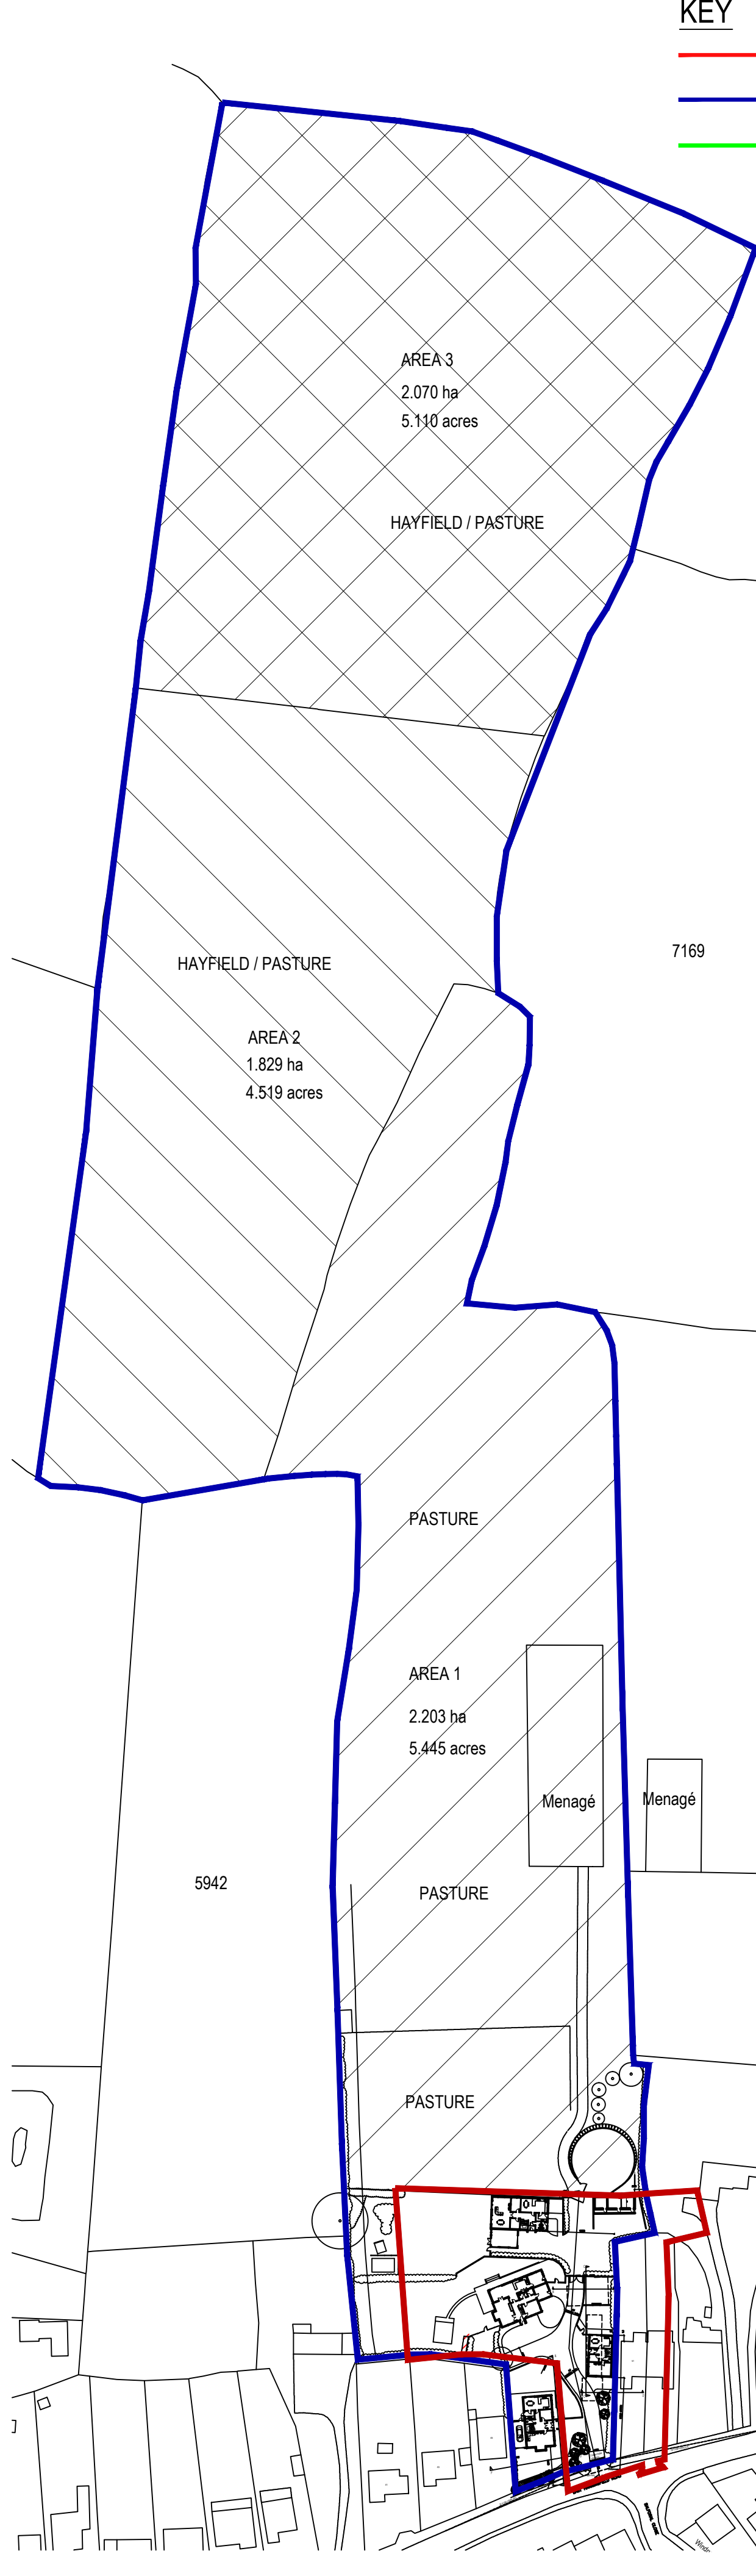 KEY
AREA 3
2.070 ha
5.110 acres
HAYFIELD / PASTURE
7169
HAYFIELD / PASTURE
AREA 2
1.829 ha
4.519 acres
PASTURE
AREA 1
2.203 ha
5.445 acres
Menagé
Menagé
5942
PASTURE
PASTURE